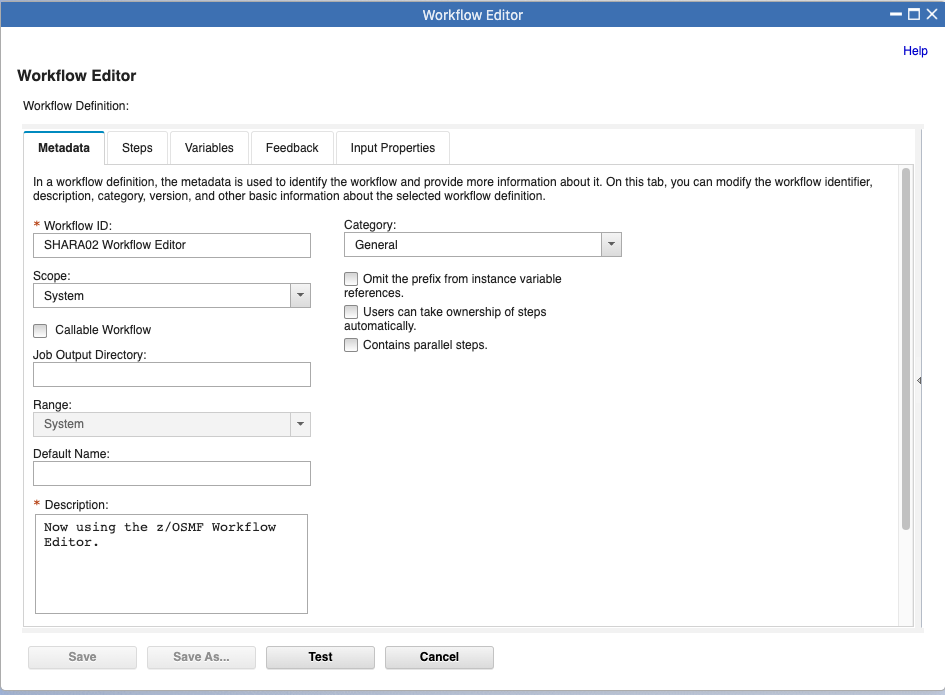 Workflow Editor
Help
Workflow Editor
Workflow Definition:
Metadata
Steps
Variables
Feedback
Input Properties
In a workflow definition, the metadata is used to identify the workflow and provide more information about it. On this tab, you can modify the workflow identifier,
description, category, version, and other basic information about the selected workflow definition.
* Workflow ID:
SHARA02 Workflow Editor
Scope:
System
Callable Workflow
Job Output Directory:
Range:
System
Default Name:
* Description:
Now using the z/OSMF Workflow
Editor.
Category:
General
Omit the prefix from instance variable
references.
Users can take ownership of steps
automatically.
Contains parallel steps.
Save
Save As...
Test
Cancel